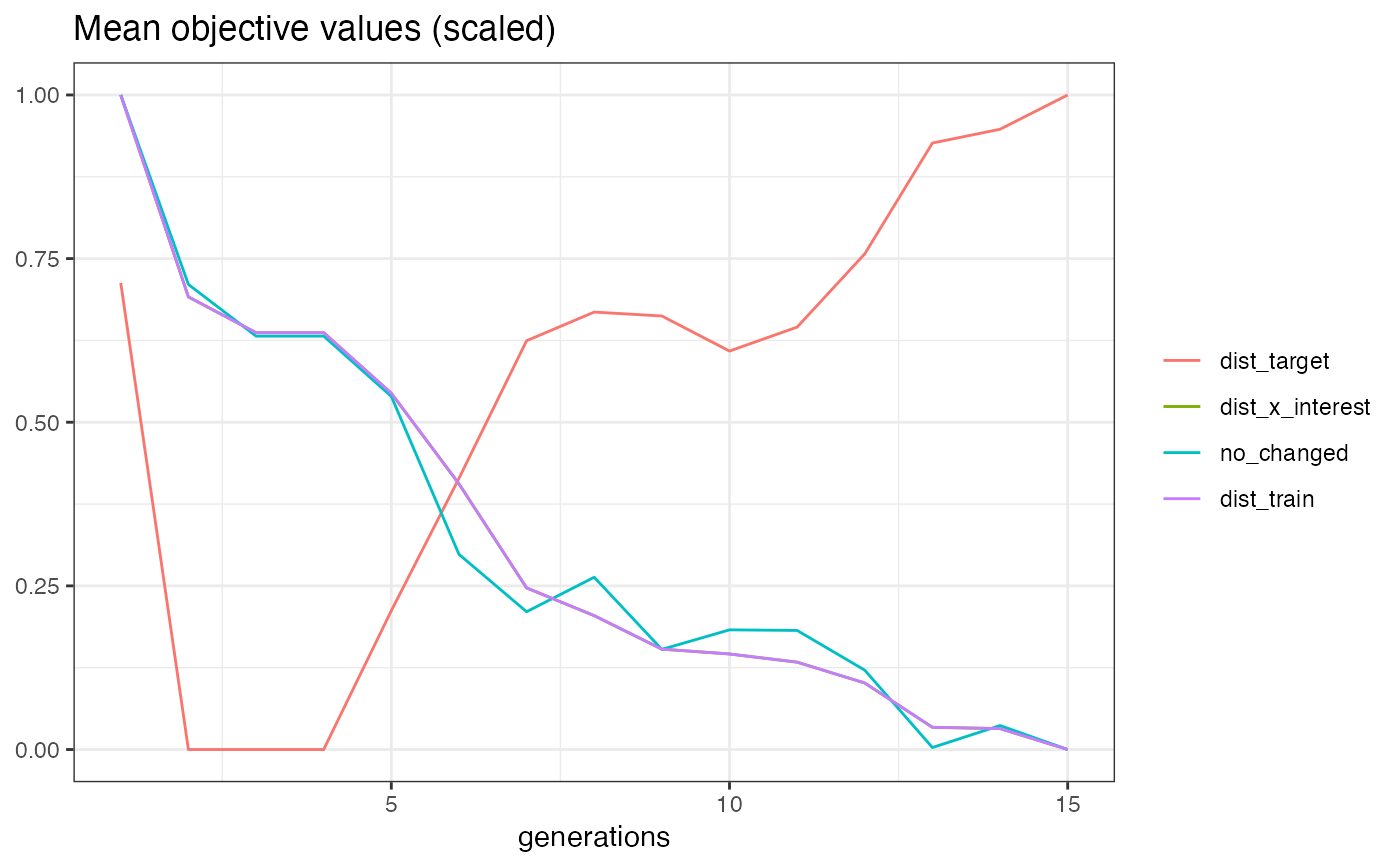 Mean objective values (scaled)
1.00
0.75
0.50
0.25
0.00
5 10 15
generations
dist_target
dist_x_interest
no_changed
dist_train